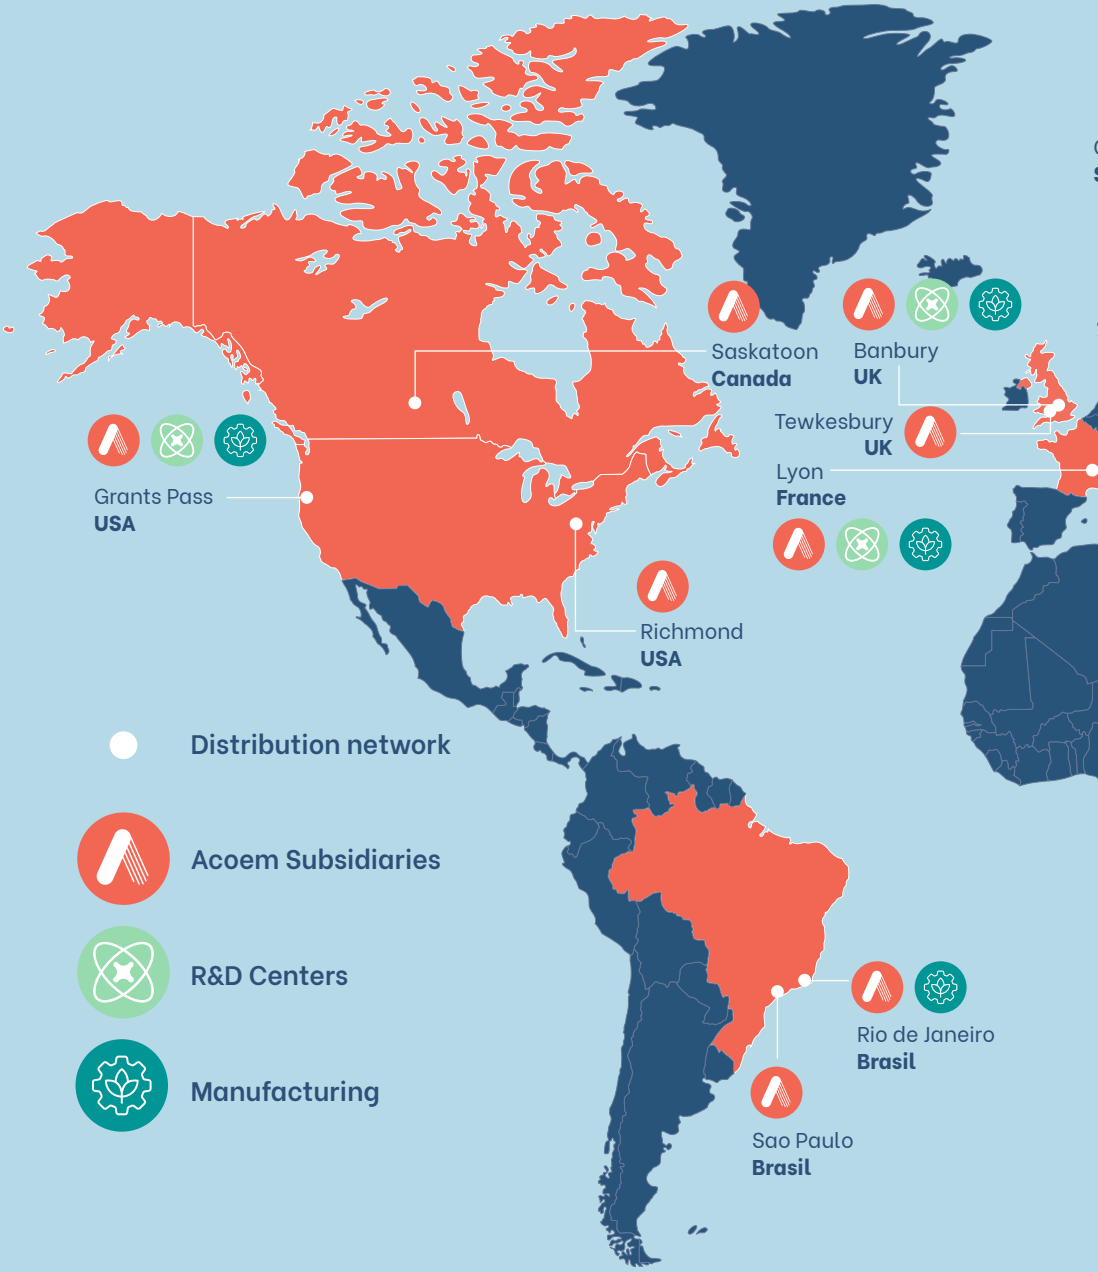 Saskatoon
Canada
Banbury
UK
Tewkesbury
UK
Lyon
France
Grants Pass
USA
Richmond
USA
Distribution network
Acoem Subsidiaries
R&D Centers
Manufacturing
Rio de Janeiro
Brasil
Sao Paulo
Brasil